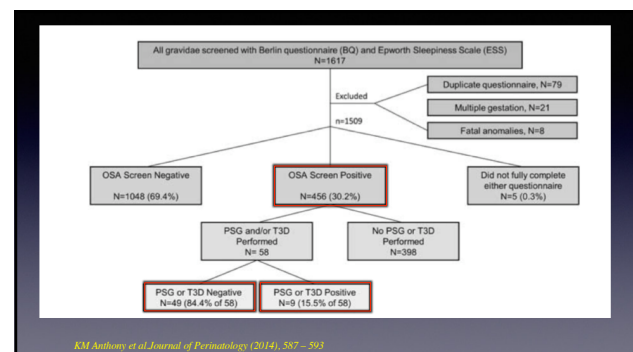 All gravidae screened with Berlin questionnaire (BQ) and Epworth Sleepiness Scale (ESS)
N=1617
Excluded
Duplicate questionnaire, N=79
Multiple gestation, N=21
Fatal anomalies, N=8
n=1509
OSA Screen Negative
N=1048 (69.4%)
OSA Screen Positive
N=456 (30.2%)
Did not fully complete
either questionnaire
N=5 (0.3%)
PSG and/or T3D
Performed
N= 58
No PSG or T3D
Performed
N=398
PSG or T3D Negative
N=49 (84.4% of 58)
PSG or T3D Positive
N=9 (15.5% of 58)
KM Anthony et al.Journal of Perinatology (2014), 587 – 593